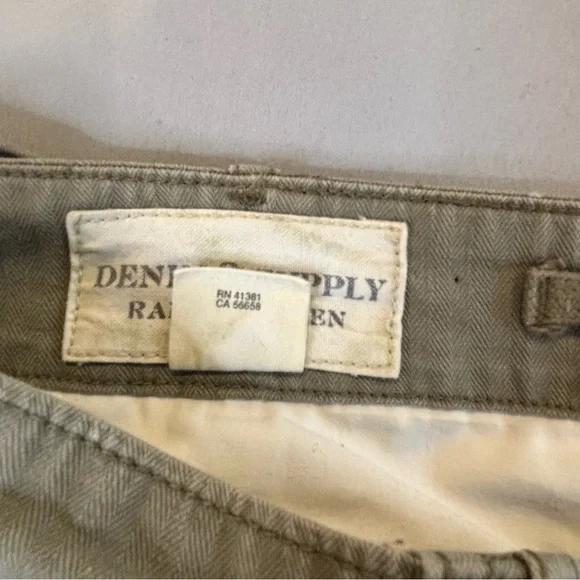 DENI
PPLY
RA
EN
RN 41381
CA 56658